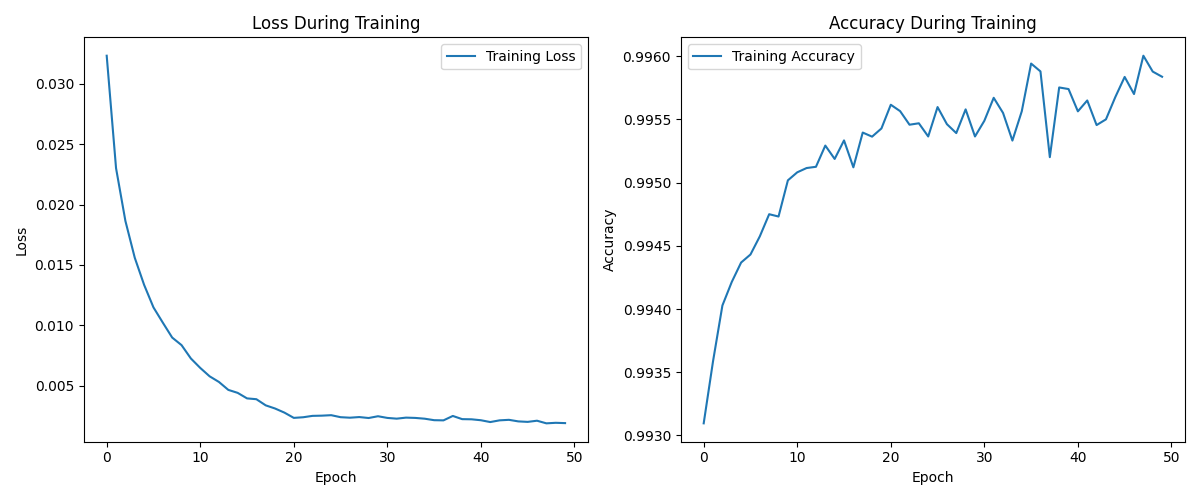 Loss During Training
Training Loss
0.030
0.025
0.020
0.015
0.010
0.005
Loss
0 10 20 30 40 50
Epoch
Accuracy During Training
Training Accuracy
0.9960
0.9955
0.9950
0.9945
0.9940
0.9935
0.9930
Accuracy
0 10 20 30 40 50
Epoch